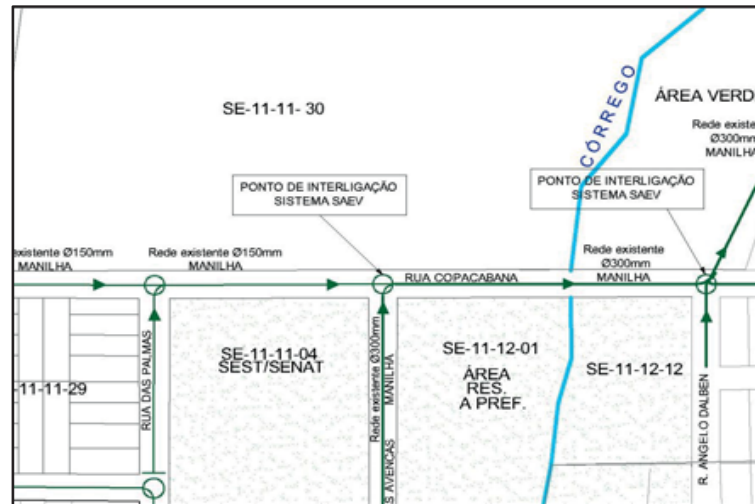 SE-11-11- 30
CÓRREGO
ÁREA VERD
Rede existe
Ø300mm
MANILHA
PONTO DE INTERLIGAÇÃO
SISTEMA SAEV
PONTO DE INTERLIGAÇÃO
SISTEMA SAEV
existente Ø150mm
MANILHA
Rede existente Ø150mm
MANILHA
Rede existente
Ø300mm
MANILHA
RUA COPACABANA
RUA DAS PALMAS
SE-11-11-04
SEST/SENAT
Rede existente Ø300mm
MANILHA
S AVENCAS
SE-11-12-01
ÁREA
RES.
A PREF.
SE-11-12-12
R. ANGELO DALBEN
-11-11-29